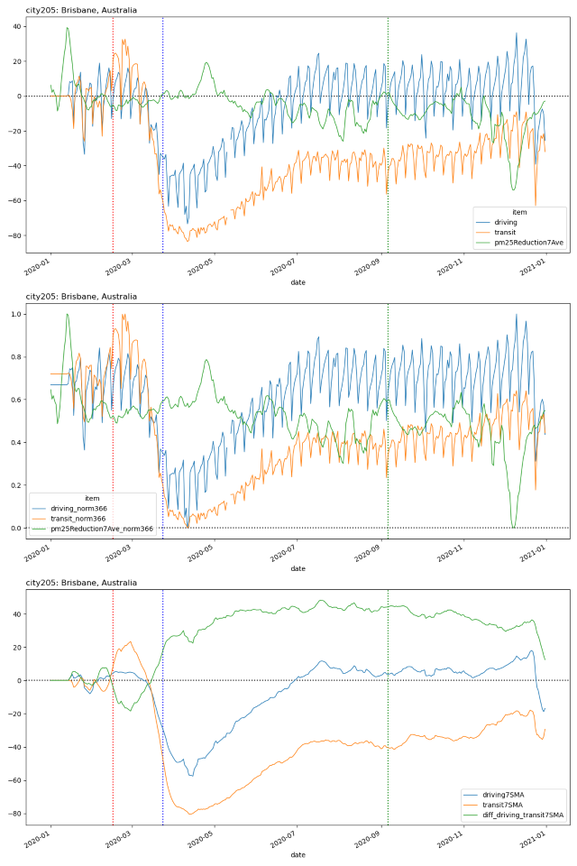 city205: Brisbane, Australia
40
20
0
−20
−40
−60
−80
item
driving
transit
pm25Reduction7Ave
2020-01
2020-03
2020-05
2020-07
2020-09
2020-11
2021-01
date
city205: Brisbane, Australia
1.0
0.8
0.6
0.4
0.2
0.0
item
driving_norm366
transit_norm366
pm25Reduction7Ave_norm366
2020-01
2020-03
2020-05
2020-07
2020-09
2020-11
2021-01
date
city205: Brisbane, Australia
40
20
0
−20
−40
−60
−80
driving7SMA
transit7SMA
diff_driving_transit7SMA
2020-01
2020-03
2020-05
2020-07
2020-09
2020-11
2021-01
date